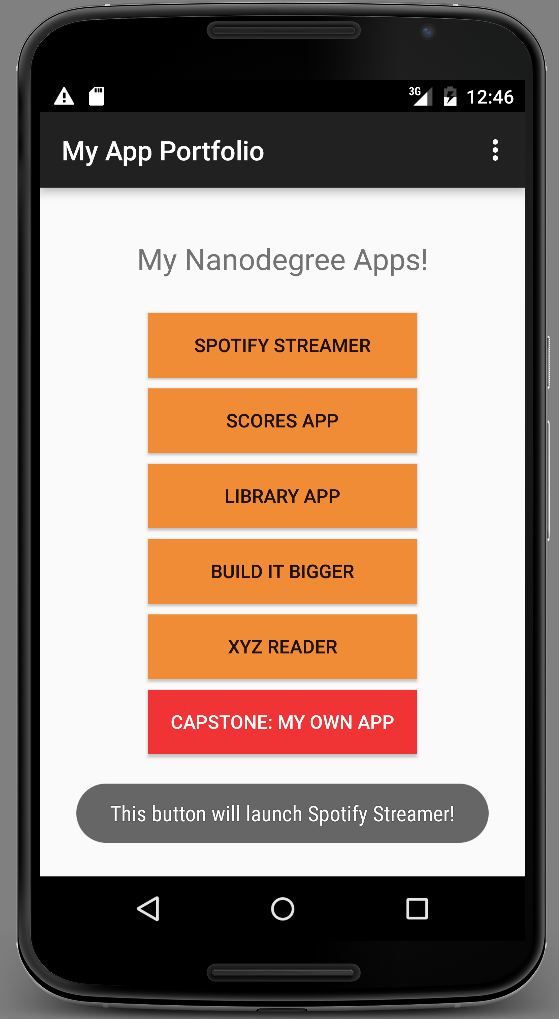 3G 12:46
My App Portfolio
My Nanodegree Apps!
SPOTIFY STREAMER
SCORES APP
LIBRARY APP
BUILD IT BIGGER
XYZ READER
CAPSTONE: MY OWN APP
This button will launch Spotify Streamer!